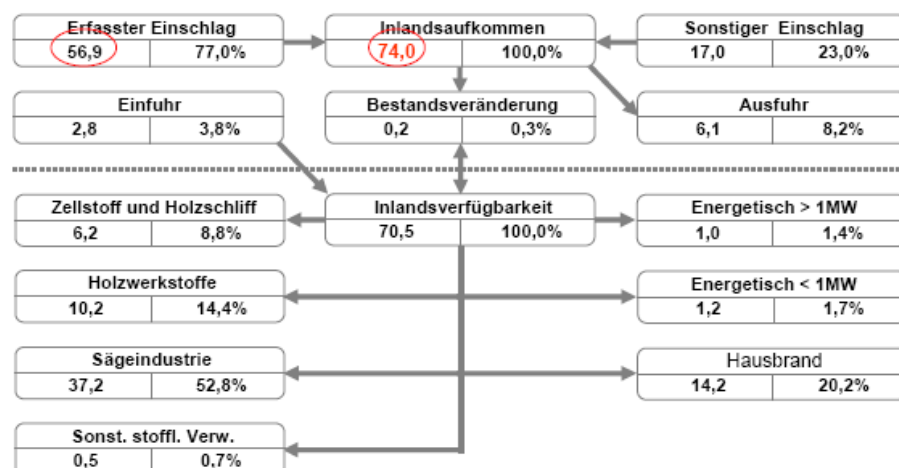 Erfasster Einschlag
56,9 77,0%
Inlandsaufkommen
74,0 100,0%
Sonstiger Einschlag
17,0 23,0%
Einfuhr
2,8 3,8%
Bestandsveränderung
0,2 0,3%
Ausfuhr
6,1 8,2%
Zellstoff und Holzschliff
6,2 8,8%
Inlandsverfügbarkeit
70,5 100,0%
Energetisch > 1MW
1,0 1,4%
Holzwerkstoffe
10,2 14,4%
Energetisch < 1MW
1,2 1,7%
Sägeindustrie
37,2 52,8%
Hausbrand
14,2 20,2%
Sonst. stoffl. Verw.
0,5 0,7%